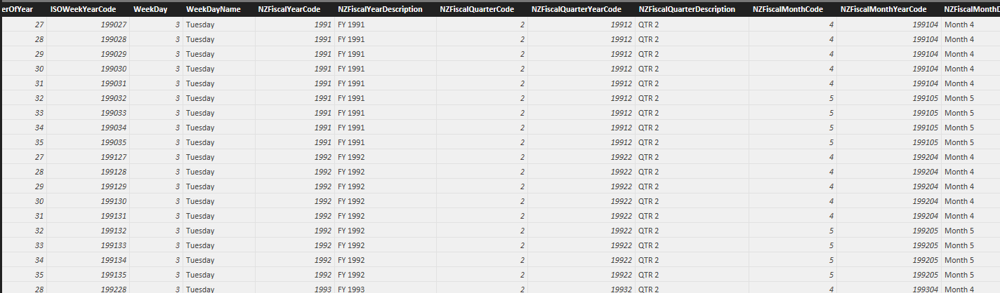 erOfYear ISOWeekYearCode WeekDay WeekDayName NZFiscalYearCode NZFiscalYearDescription NZFiscalQuarterCode NZFiscalQuarterYearCode NZFiscalQuarterDescription NZFiscalMonthCode NZFiscalMonthYearCode NZFiscalMonthD
27 199027 3 Tuesday 1991 FY 1991 2 19912 QTR 2 4 199104 Month 4
28 199028 3 Tuesday 1991 FY 1991 2 19912 QTR 2 4 199104 Month 4
29 199029 3 Tuesday 1991 FY 1991 2 19912 QTR 2 4 199104 Month 4
30 199030 3 Tuesday 1991 FY 1991 2 19912 QTR 2 4 199104 Month 4
31 199031 3 Tuesday 1991 FY 1991 2 19912 QTR 2 4 199104 Month 4
32 199032 3 Tuesday 1991 FY 1991 2 19912 QTR 2 5 199105 Month 5
33 199033 3 Tuesday 1991 FY 1991 2 19912 QTR 2 5 199105 Month 5
34 199034 3 Tuesday 1991 FY 1991 2 19912 QTR 2 5 199105 Month 5
35 199035 3 Tuesday 1991 FY 1991 2 19912 QTR 2 5 199105 Month 5
27 199127 3 Tuesday 1992 FY 1992 2 19922 QTR 2 4 199204 Month 4
28 199128 3 Tuesday 1992 FY 1992 2 19922 QTR 2 4 199204 Month 4
29 199129 3 Tuesday 1992 FY 1992 2 19922 QTR 2 4 199204 Month 4
30 199130 3 Tuesday 1992 FY 1992 2 19922 QTR 2 4 199204 Month 4
31 199131 3 Tuesday 1992 FY 1992 2 19922 QTR 2 4 199204 Month 4
32 199132 3 Tuesday 1992 FY 1992 2 19922 QTR 2 5 199205 Month 5
33 199133 3 Tuesday 1992 FY 1992 2 19922 QTR 2 5 199205 Month 5
34 199134 3 Tuesday 1992 FY 1992 2 19922 QTR 2 5 199205 Month 5
35 199135 3 Tuesday 1992 FY 1992 2 19922 QTR 2 5 199205 Month 5
28 199228 3 Tuesday 1993 FY 1993 2 19932 QTR 2 4 199304 Month 4